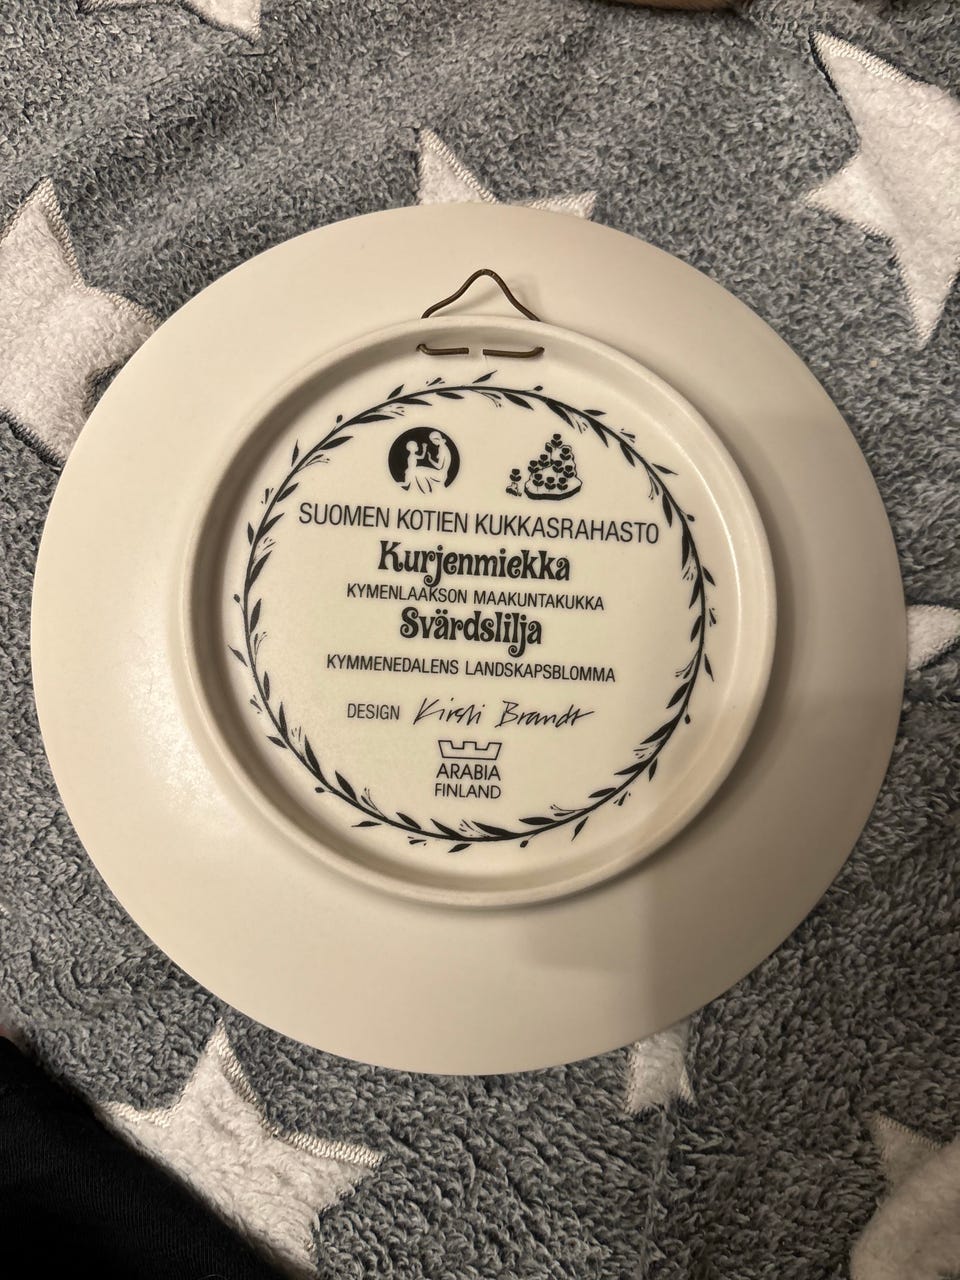 SUOMEN KOTIEN KUKKASRAHASTO
Kurjenmiekka
KYMENLAAKSON MAAKUNTAKUKKA
Svärdslilja
KYMMENEDALENS LANDSKAPSBLOMMA
DESIGN Kirsti Brandt
ARABIA
FINLAND